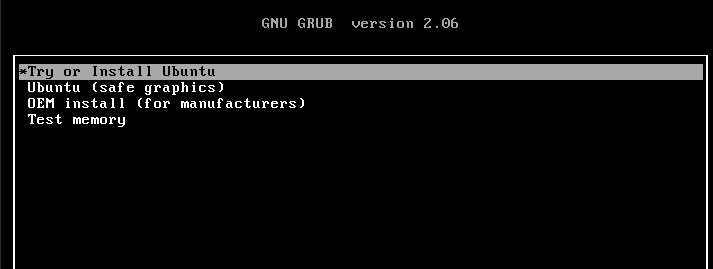 GNU GRUB  version 2.06
*Try or Install Ubuntu
Ubuntu (safe graphics)
OEM install (for manufacturers)
Test memory